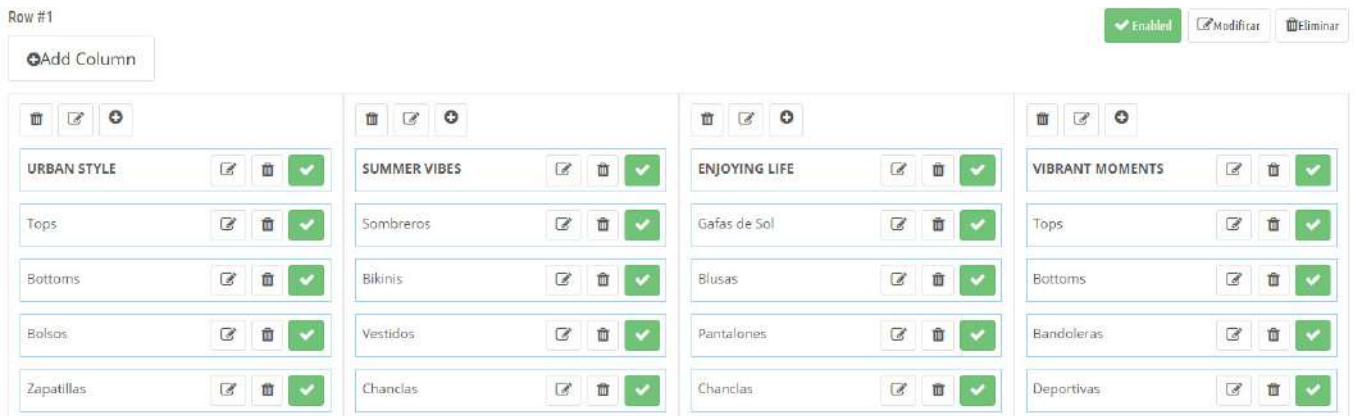 Row #1
Enabled Modificar Eliminar
Add Column
URBAN STYLE
Tops
Bottoms
Bolsos
Zapatillas
SUMMER VIBES
Sombreros
Bikinis
Vestidos
Chanclas
ENJOYING LIFE
Gafas de Sol
Blusas
Pantalones
Chanclas
VIBRANT MOMENTS
Tops
Bottoms
Bandoleras
Deportivas